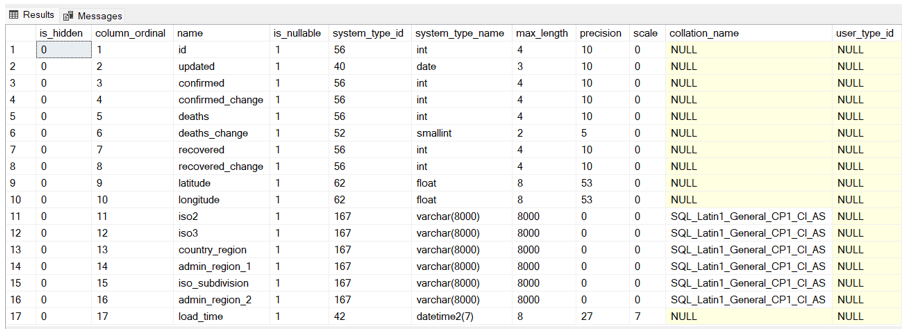 Results Messages
is_hidden column_ordinal name is_nullable system_type_id system_type_name max_length precision scale collation_name user_type_id
1 0 1 id 1 56 int 4 10 0 NULL NULL
2 0 2 updated 1 40 date 3 10 0 NULL NULL
3 0 3 confirmed 1 56 int 4 10 0 NULL NULL
4 0 4 confirmed_change 1 56 int 4 10 0 NULL NULL
5 0 5 deaths 1 56 int 4 10 0 NULL NULL
6 0 6 deaths_change 1 52 smallint 2 5 0 NULL NULL
7 0 7 recovered 1 56 int 4 10 0 NULL NULL
8 0 8 recovered_change 1 56 int 4 10 0 NULL NULL
9 0 9 latitude 1 62 float 8 53 0 NULL NULL
10 0 10 longitude 1 62 float 8 53 0 NULL NULL
11 0 11 iso2 1 167 varchar(8000) 8000 0 0 SQL_Latin1_General_CP1_CI_AS NULL
12 0 12 iso3 1 167 varchar(8000) 8000 0 0 SQL_Latin1_General_CP1_CI_AS NULL
13 0 13 country_region 1 167 varchar(8000) 8000 0 0 SQL_Latin1_General_CP1_CI_AS NULL
14 0 14 admin_region_1 1 167 varchar(8000) 8000 0 0 SQL_Latin1_General_CP1_CI_AS NULL
15 0 15 iso_subdivision 1 167 varchar(8000) 8000 0 0 SQL_Latin1_General_CP1_CI_AS NULL
16 0 16 admin_region_2 1 167 varchar(8000) 8000 0 0 SQL_Latin1_General_CP1_CI_AS NULL
17 0 17 load_time 1 42 datetime2(7) 8 27 7 NULL NULL